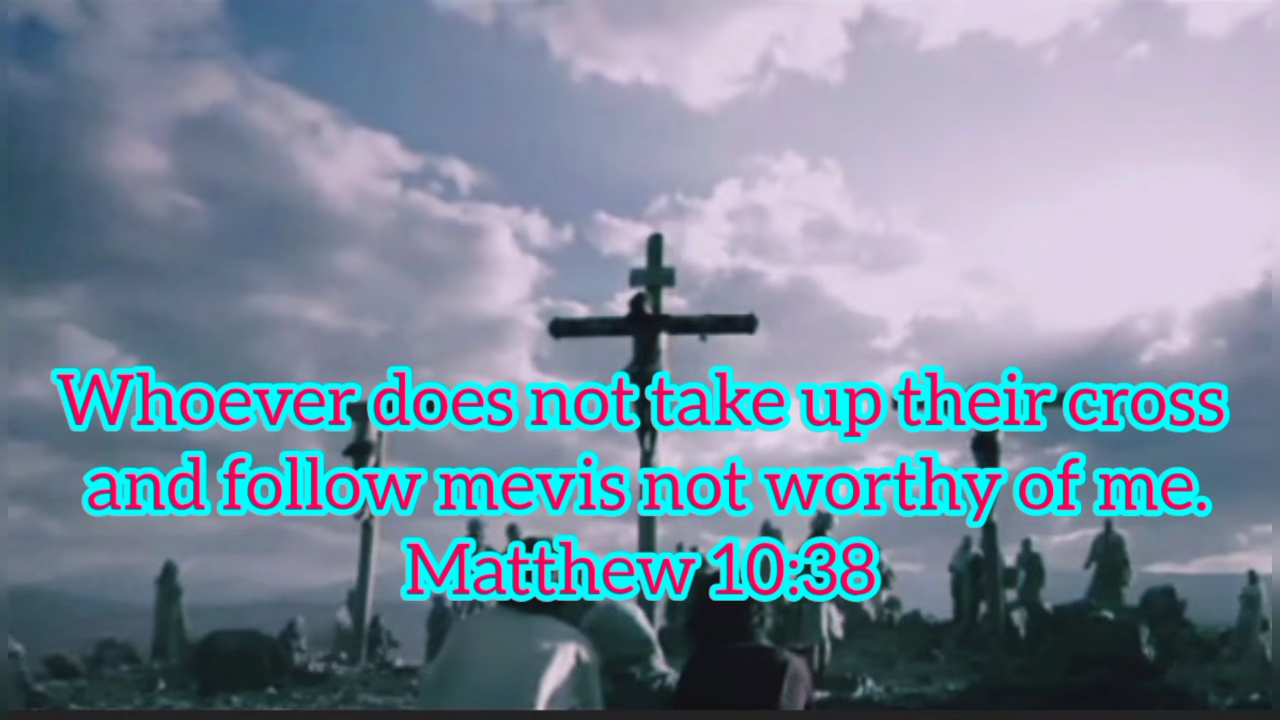 Whoever does not take up their cross
and follow mevis not worthy of me.
Matthew 10:38